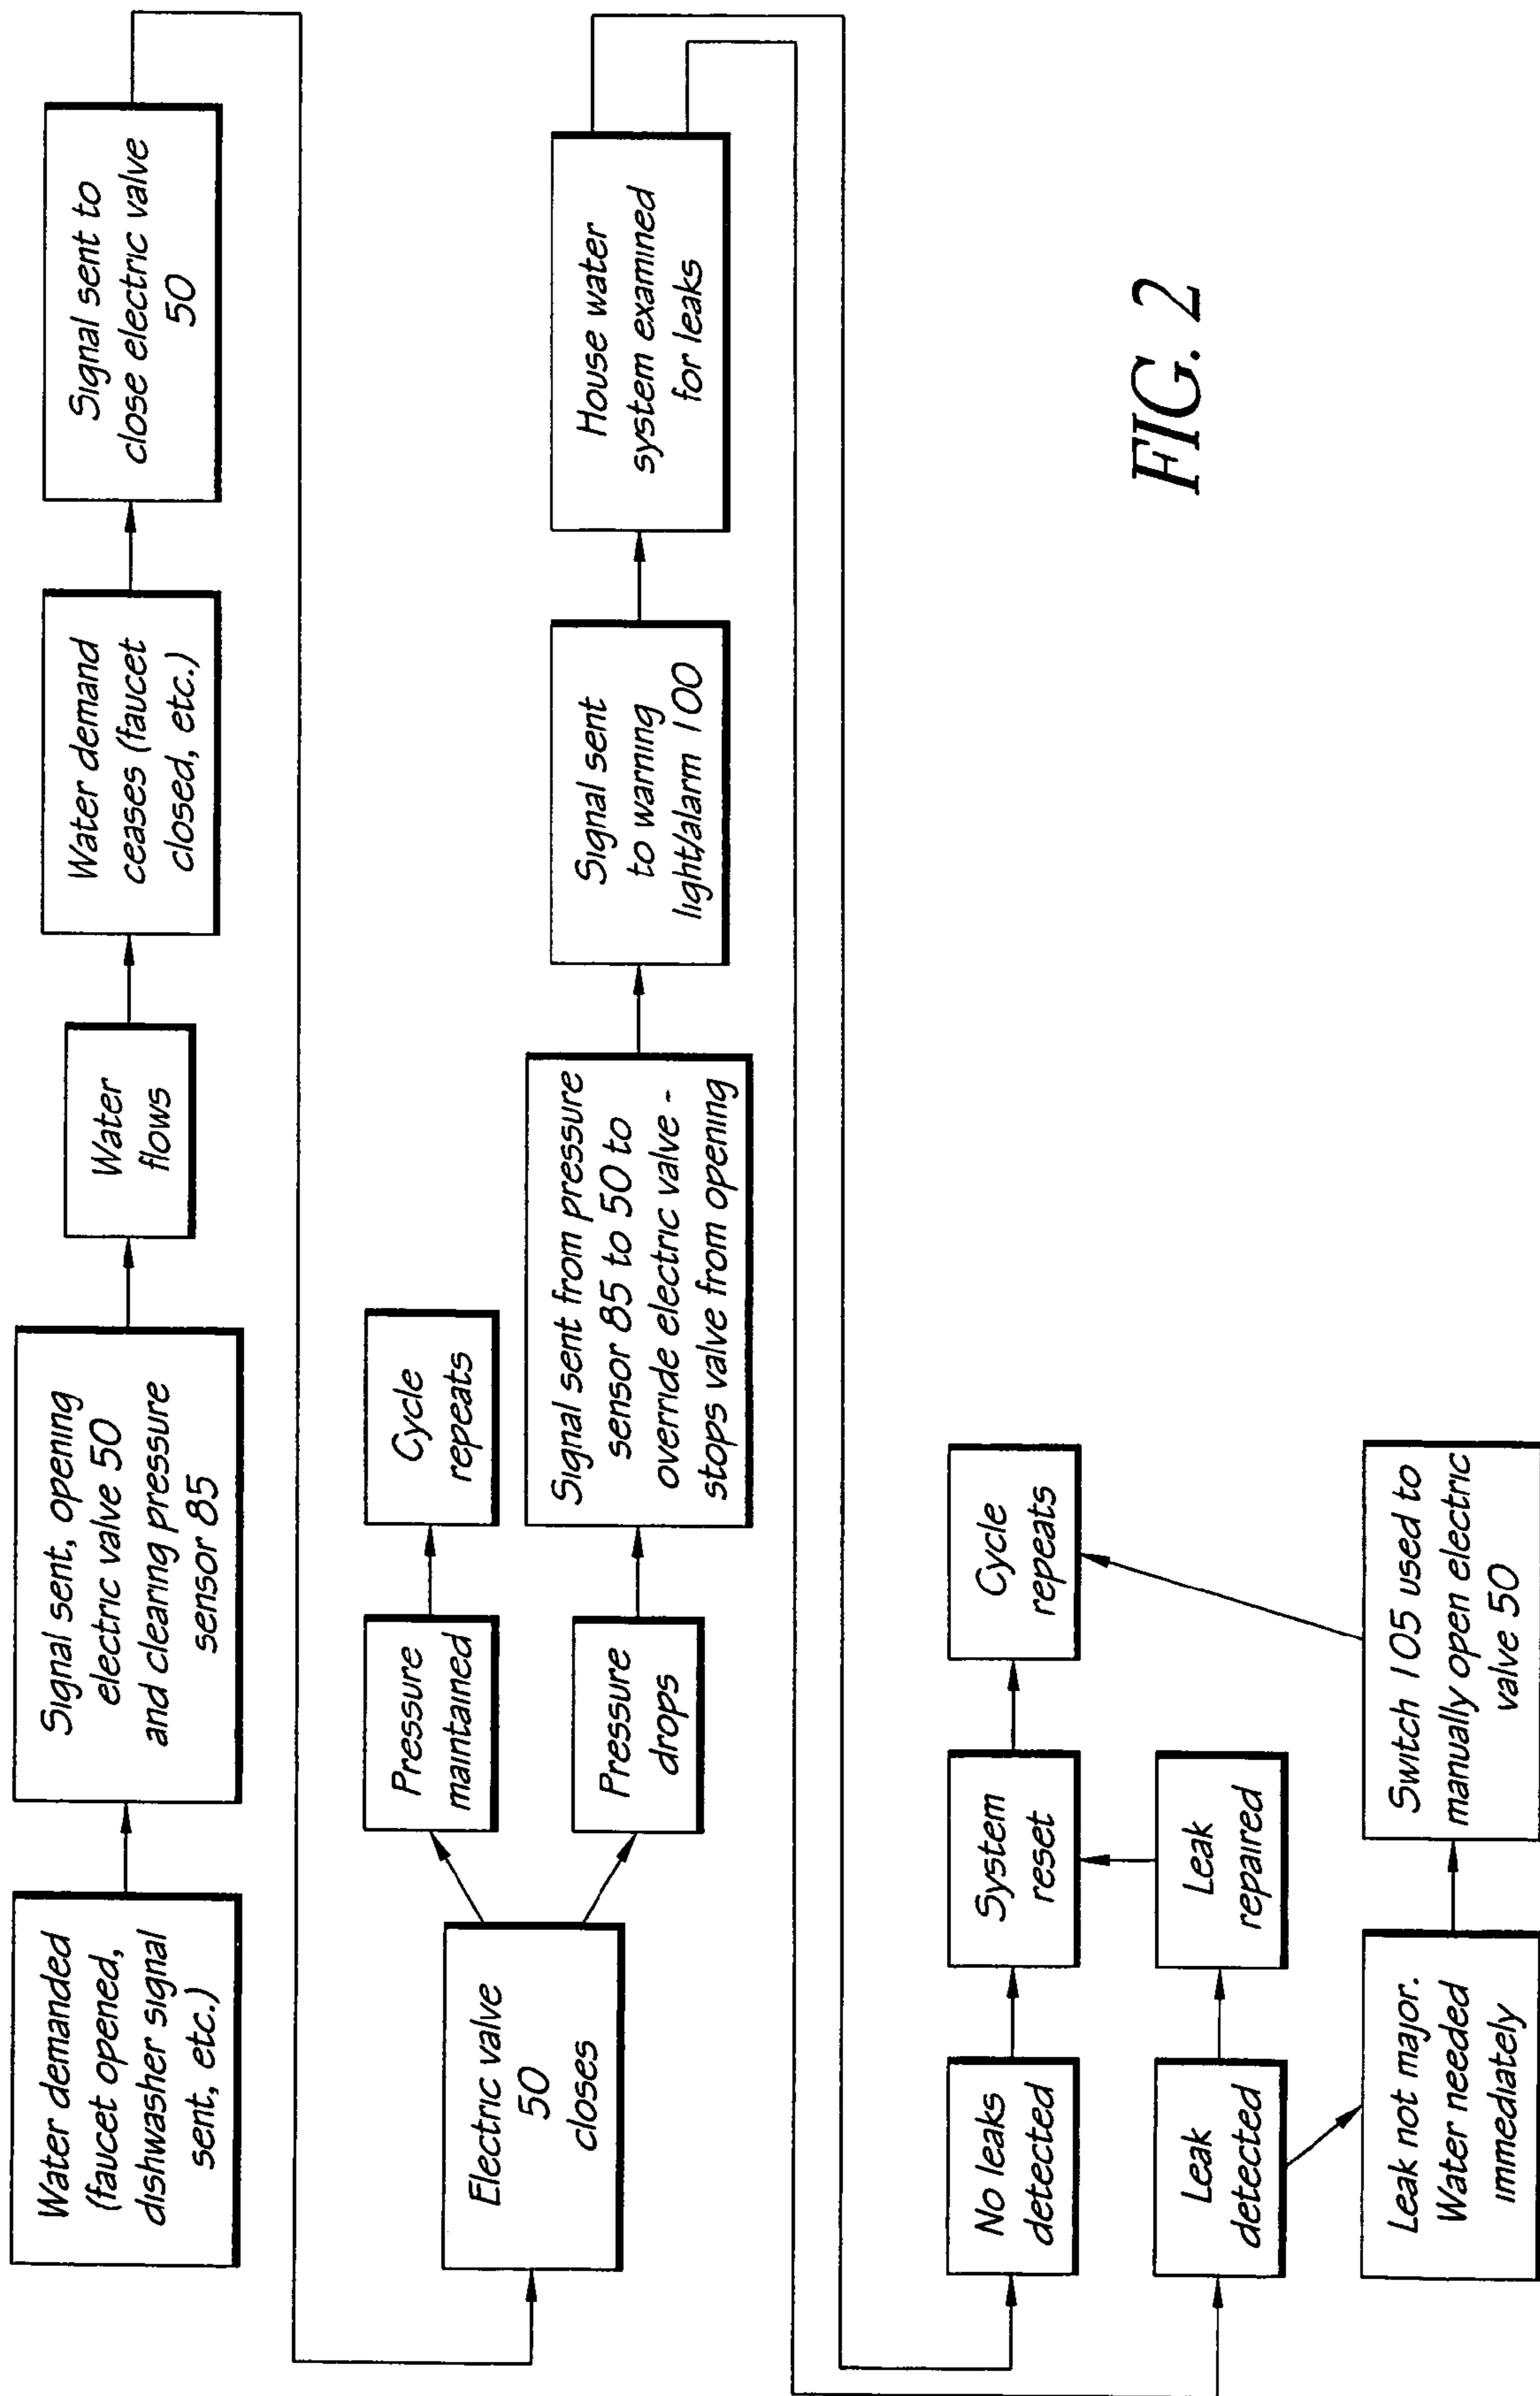 Water demanded
(faucet opened,
dishwasher signal
sent, etc.)
Signal sent, opening
electric valve 50
and clearing pressure
sensor 85
Water
flows
Water demand
ceases (faucet
closed, etc.)
Signal sent to
close electric valve
50
Electric valve
50
closes
Pressure
maintained
Cycle
repeats
Pressure
drops
Signal sent from pressure
sensor 85 to 50 to
override electric valve -
stops valve from opening
Signal sent
to warning
light/alarm 100
House water
system examined
for leaks
No leaks
detected
System
reset
Cycle
repeats
Leak
detected
Leak
repaired
Leak not major.
Water needed
immediately
Switch 105 used to
manually open electric
valve 50
FIG. 2